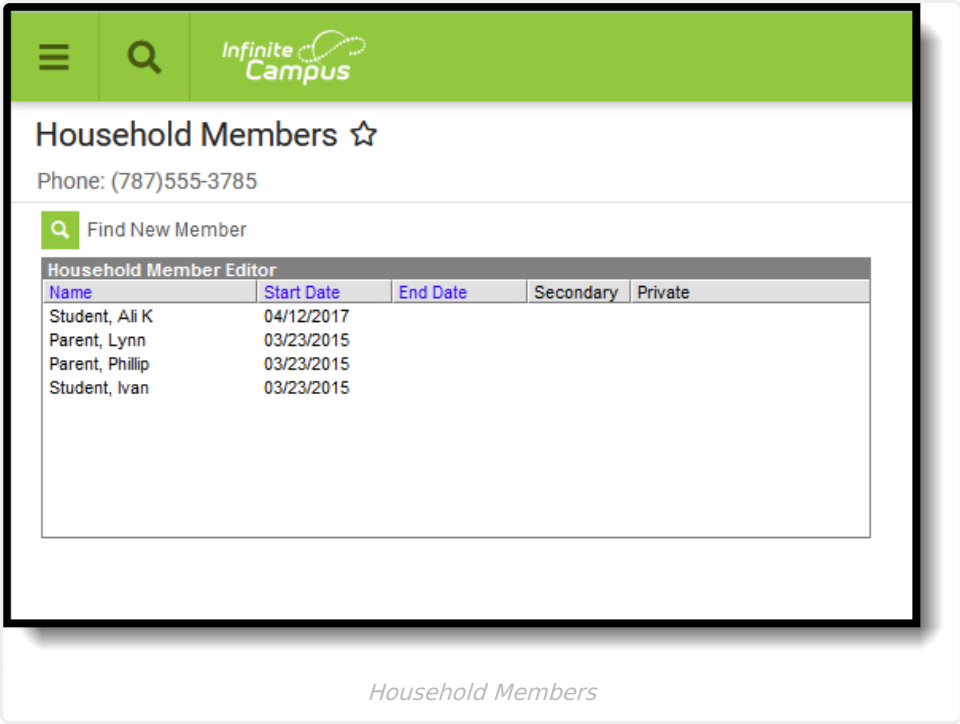 Infinite
Campus
Household Members
Phone: (787)555-3785
Find New Member
Household Member Editor
Name Start Date End Date Secondary Private
Student, Ali K 04/12/2017
Parent, Lynn 03/23/2015
Parent, Phillip 03/23/2015
Student, Ivan 03/23/2015
Household Members